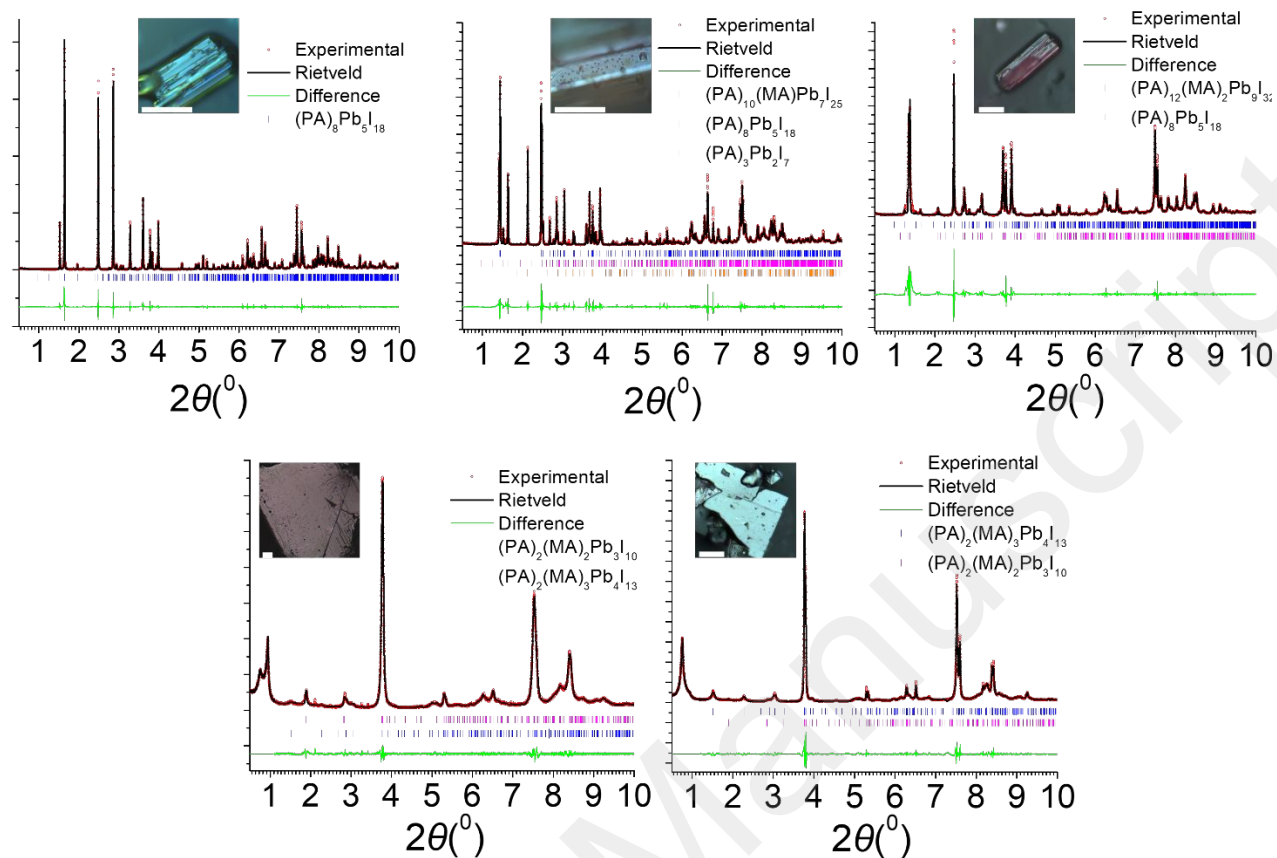 Experimental
Rietveld
Difference
(PA)8Pb5I18
1 2 3 4 5 6 7 8 9 10
2θ(0)
Experimental
Rietveld
Difference
(PA)10(MA)Pb7I25
(PA)8Pb5I18
(PA)3Pb2I7
1 2 3 4 5 6 7 8 9 10
2θ(0)
Experimental
Rietveld
Difference
(PA)12(MA)2Pb9I32
(PA)8Pb5I18
1 2 3 4 5 6 7 8 9 10
2θ(0)
Experimental
Rietveld
Difference
(PA)2(MA)2Pb3I10
(PA)2(MA)3Pb4I13
1 2 3 4 5 6 7 8 9 10
2θ(0)
Experimental
Rietveld
Difference
(PA)2(MA)3Pb4I13
(PA)2(MA)2Pb3I10
1 2 3 4 5 6 7 8 9 10
2θ(0)
Manuscript